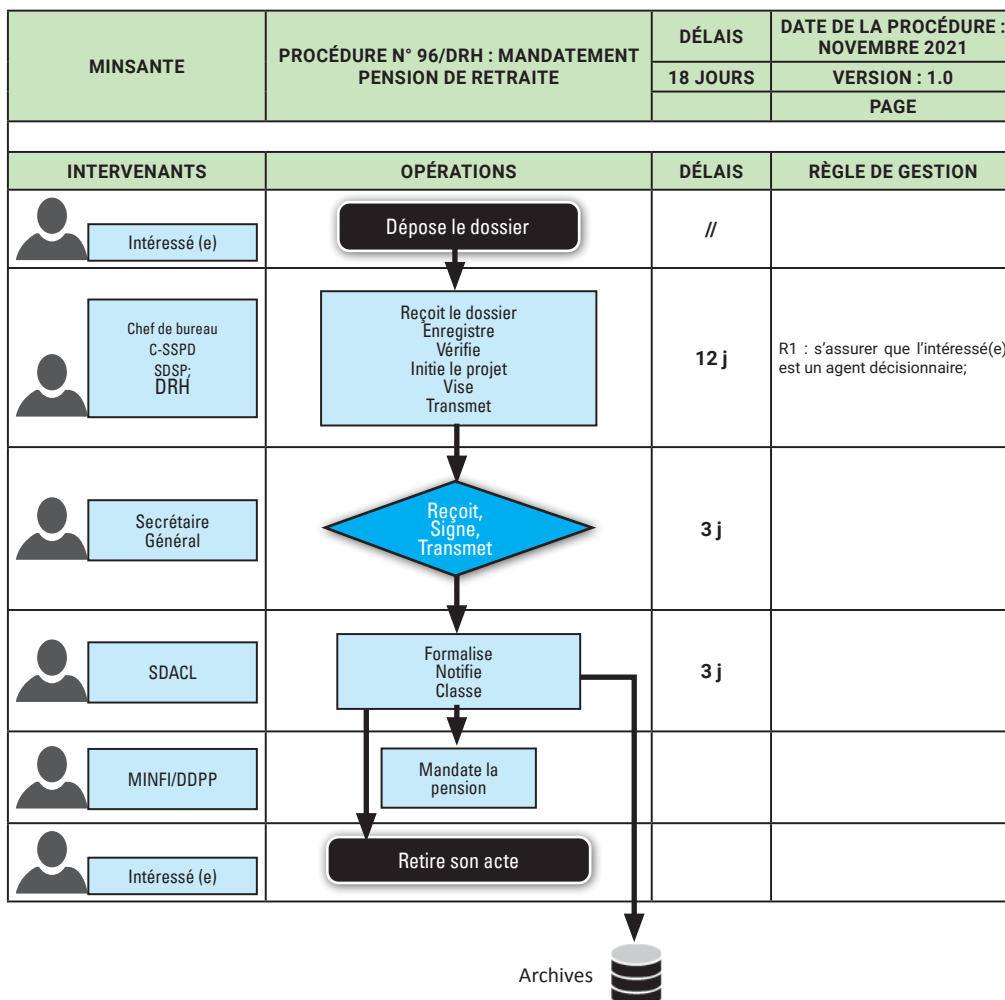 MINSANTE
PROCÉDURE N° 96/DRH : MANDATEMENT
PENSION DE RETRAITE
DÉLAIS
18 JOURS
DATE DE LA PROCÉDURE :
NOVEMBRE 2021
VERSION : 1.0
PAGE
INTERVENANTS
OPÉRATIONS
DÉLAIS
RÈGLE DE GESTION
Intéressé (e)
Dépose le dossier
//
Chef de bureau
C-SSPD
SDSP;
DRH
Reçoit le dossier
Enregistre
Vérifie
Initie le projet
Vise
Transmet
12 j
R1 : s'assurer que l'intéressé(e)
est un agent décisionnaire;
Secrétaire
Général
Reçoit,
Signe,
Transmet
3 j
SDACL
Formalise
Notifie
Classe
3 j
MINFI/DDPP
Mandate la
pension
Intéressé (e)
Retire son acte
Archives